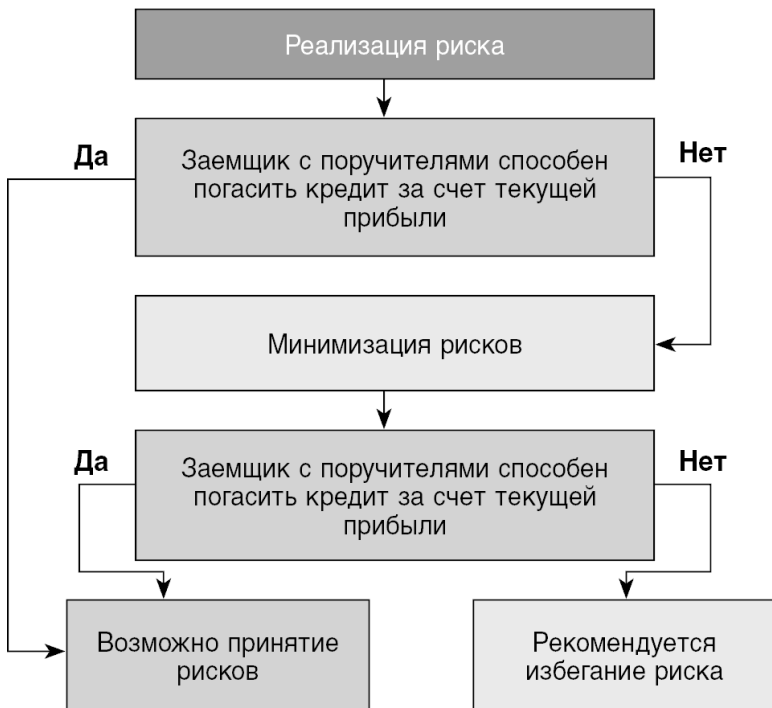 Реализация риска
Да
Нет
Заемщик с поручителями способен
погасить кредит за счет текущей
прибыли
Минимизация рисков
Да
Нет
Заемщик с поручителями способен
погасить кредит за счет текущей
прибыли
Возможно принятие
рисков
Рекомендуется
избегание риска